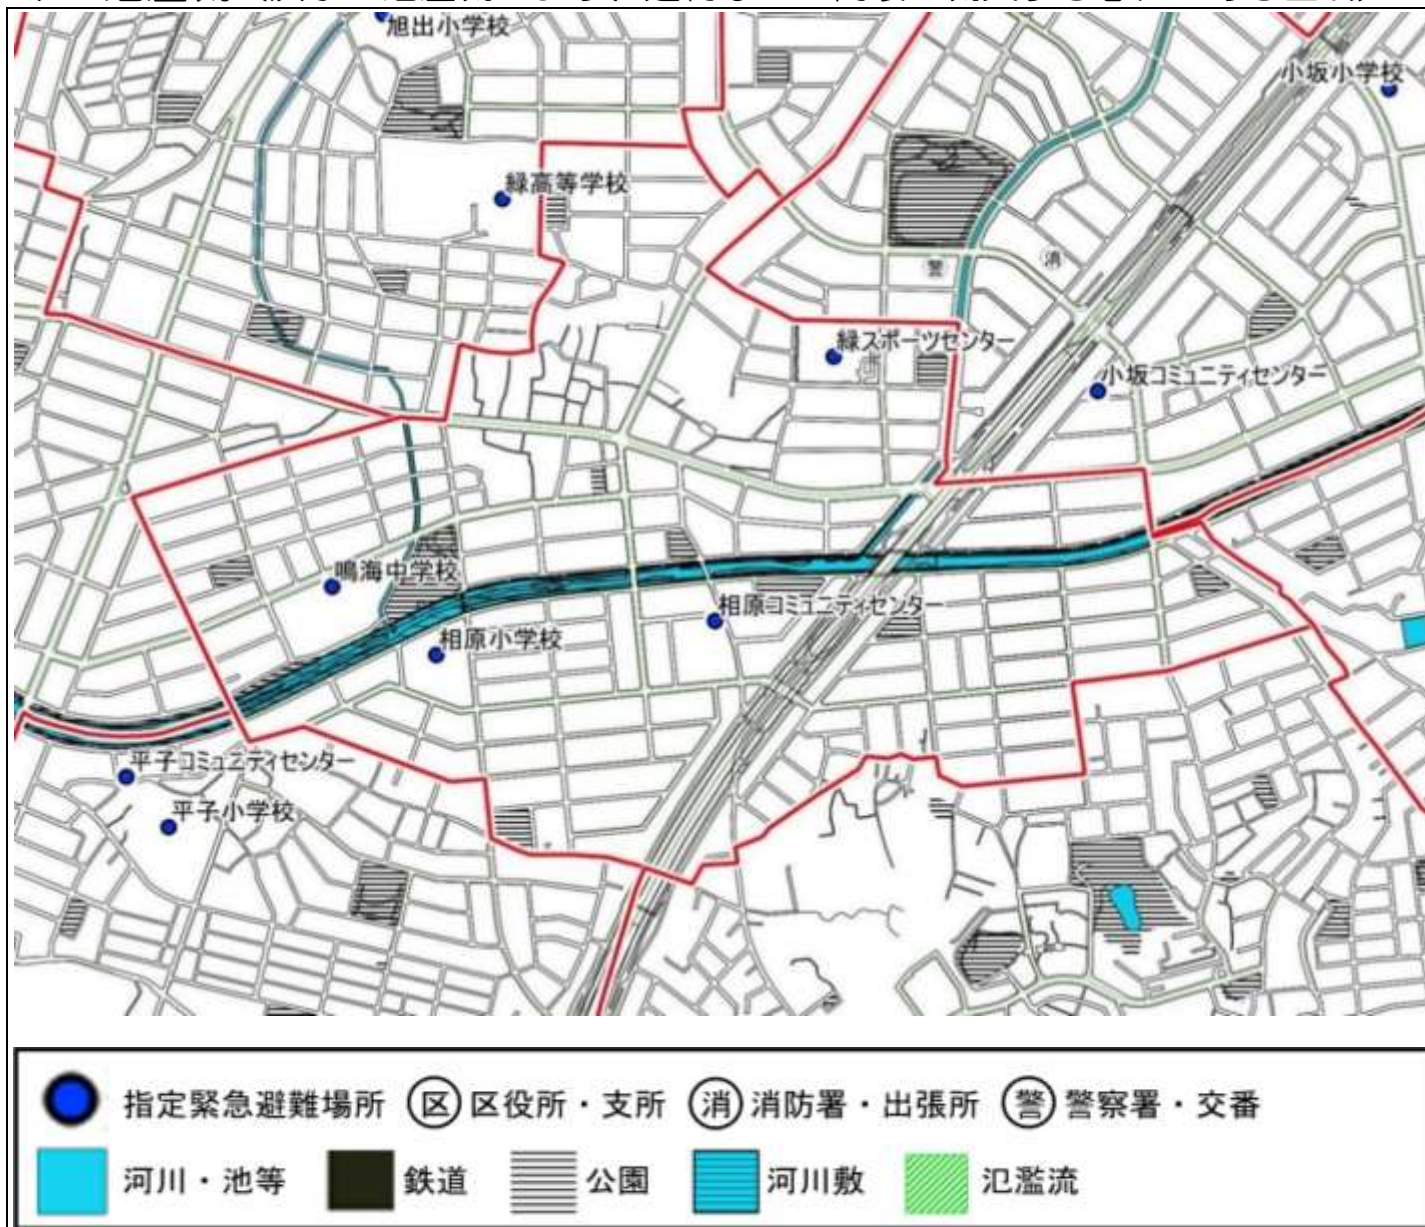 旭出小学校
小坂小学校
緑高等学校
警
消
緑スポーツセンター
小坂コミュニティセンター
鳴海中学校
相原コミュニティセンター
相原小学校
平子コミュニティセンター
平子小学校
指定緊急避難場所 区 区役所・支所 消 消防署・出張所 警 警察署・交番
河川・池等 鉄道 公園 河川敷 氾濫流